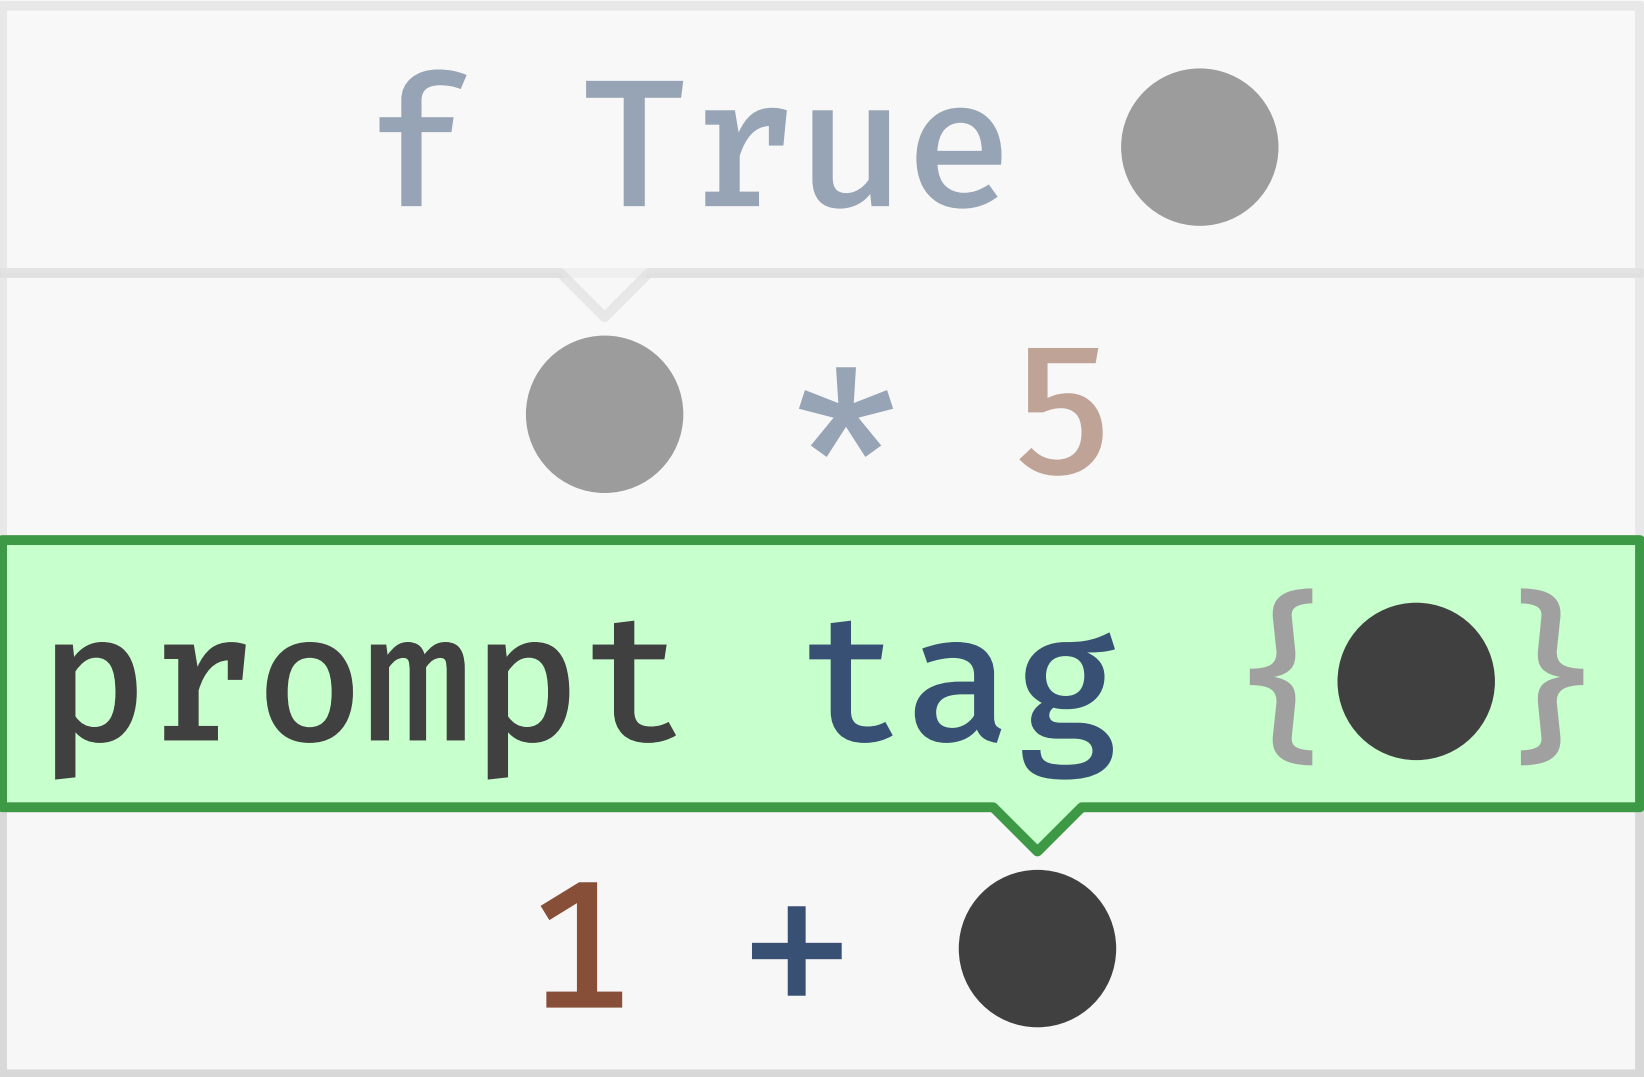 f True ●
● * 5
prompt tag {●}
1 + ●